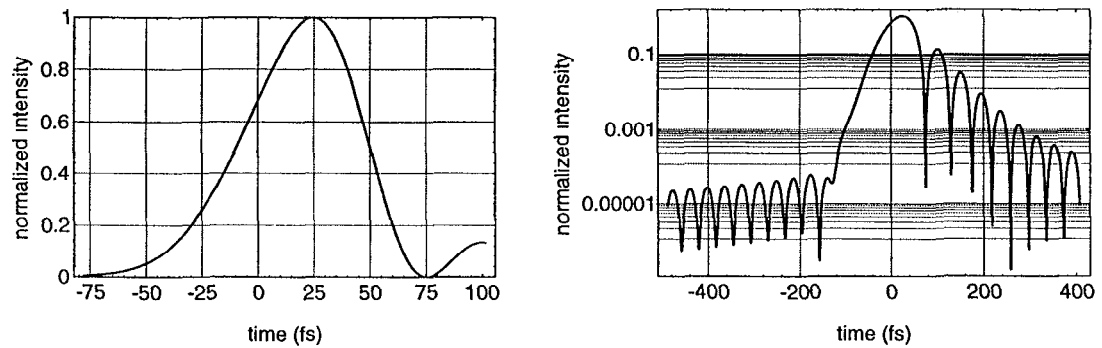 normalized intensity
1
0.8
0.6
0.4
0.2
0
-75 -50 -25 0 25 50 75 100
time (fs)
normalized intensity
0.1
0.001
0.00001
-400 -200 0 200 400
time (fs)